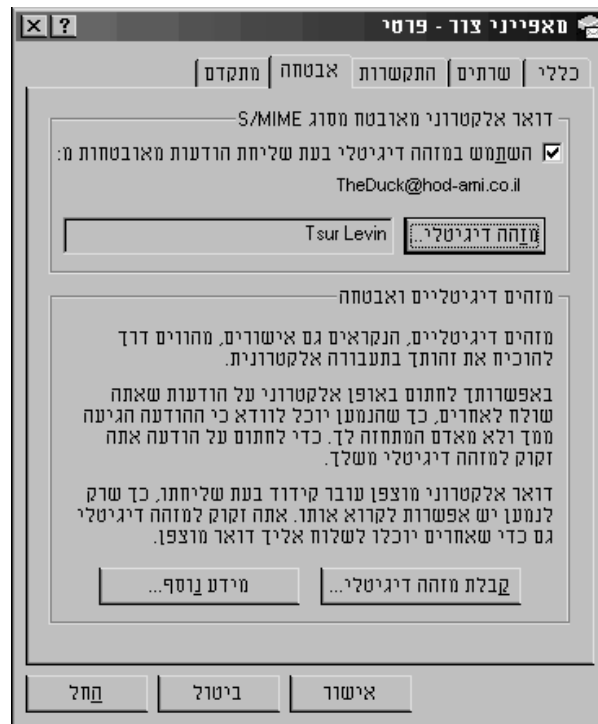 מאפייני צור - פרטי
כללי שרתים התקשרות אבטחה מתקדם
דואר אלקטרוני מאובטח מסוג S/MIME
השתמש במזהה דיגיטלי בעת שליחת הודעות מאובטחות מ:
TheDuck@hod-ami.co.il
מזהה דיגיטלי... Tsur Levin
מזהים דיגיטליים ואבטחה
מזהים דיגיטליים, הנקראים גם אישורים, מהווים דרך
להוכיח את זהותך בתעבורה אלקטרונית.
באפשרותך לחתום באופן אלקטרוני על הודעות שאתה
שולח לאחרים, כך שהנמען יוכל לוודא כי ההודעה הגיעה
ממך ולא מאדם המתחזה לך. כדי לחתום על הודעה אתה
זקוק למזהה דיגיטלי משלך.
דואר אלקטרוני מוצפן עובר קידוד בעת שליחתו, כך שרק
לנמען יש אפשרות לקרוא אותו. אתה זקוק למזהה דיגיטלי
גם כדי שאחרים יוכלו לשלוח אליך דואר מוצפן.
קבלת מזהה דיגיטלי... מידע נוסף...
אישור ביטול החל